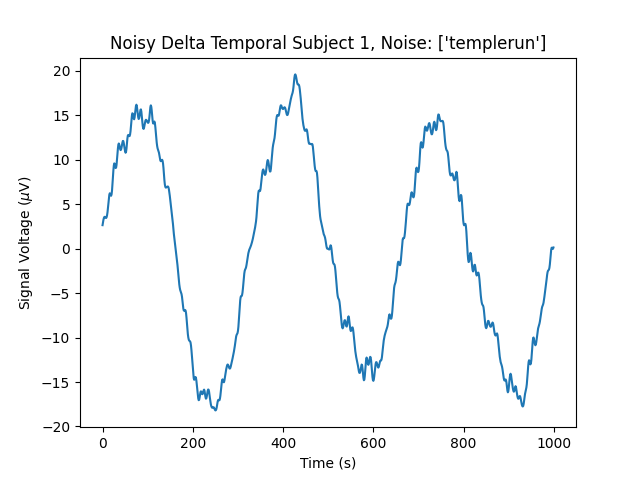 Noisy Delta Temporal Subject 1, Noise: ['templerun']
Signal Voltage (μV)
20
15
10
5
0
−5
−10
−15
−20
0 200 400 600 800 1000
Time (s)